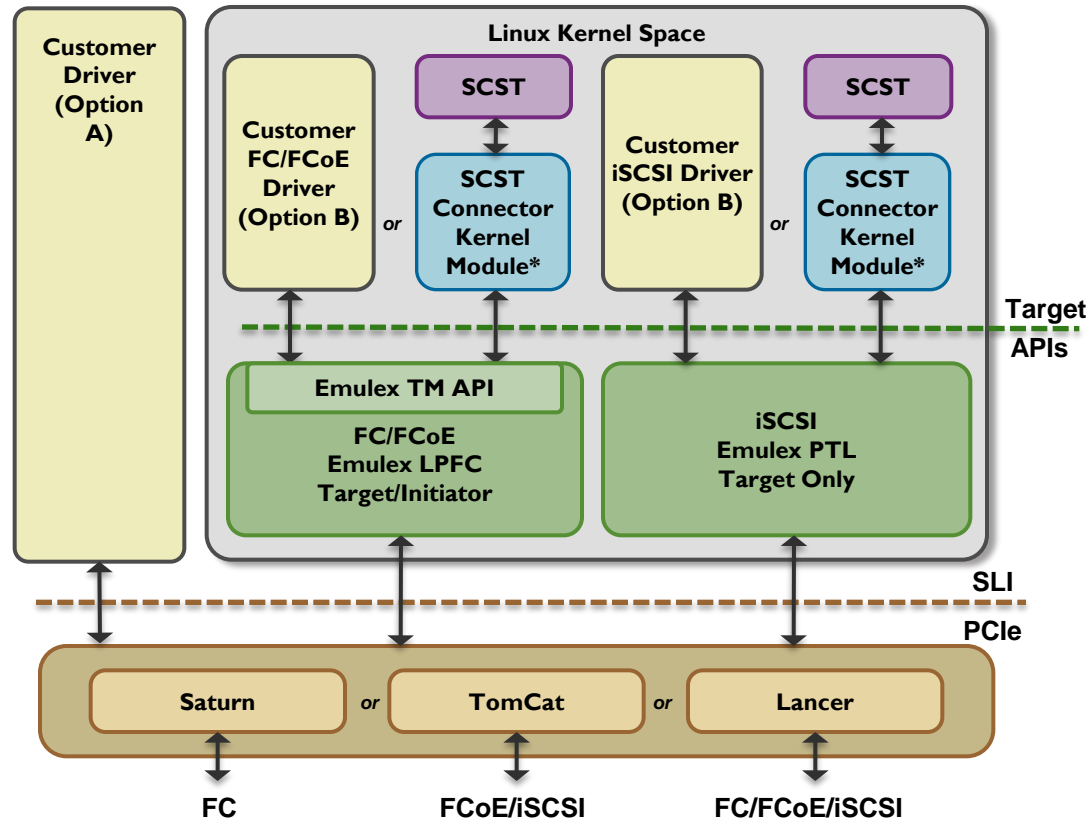 Customer
Driver
(Option
A)
Linux Kernel Space
Customer
FC/FCoE
Driver
(Option B)
or
SCST
SCST
Connector
Kernel
Module*
Customer
iSCSI Driver
(Option B)
or
SCST
SCST
Connector
Kernel
Module*
Target
APIs
Emulex TM API
FC/FCoE
Emulex LPFC
Target/Initiator
iSCSI
Emulex PTL
Target Only
SLI
PCIe
Saturn
or
TomCat
or
Lancer
FC
FCoE/iSCSI
FC/FCoE/iSCSI